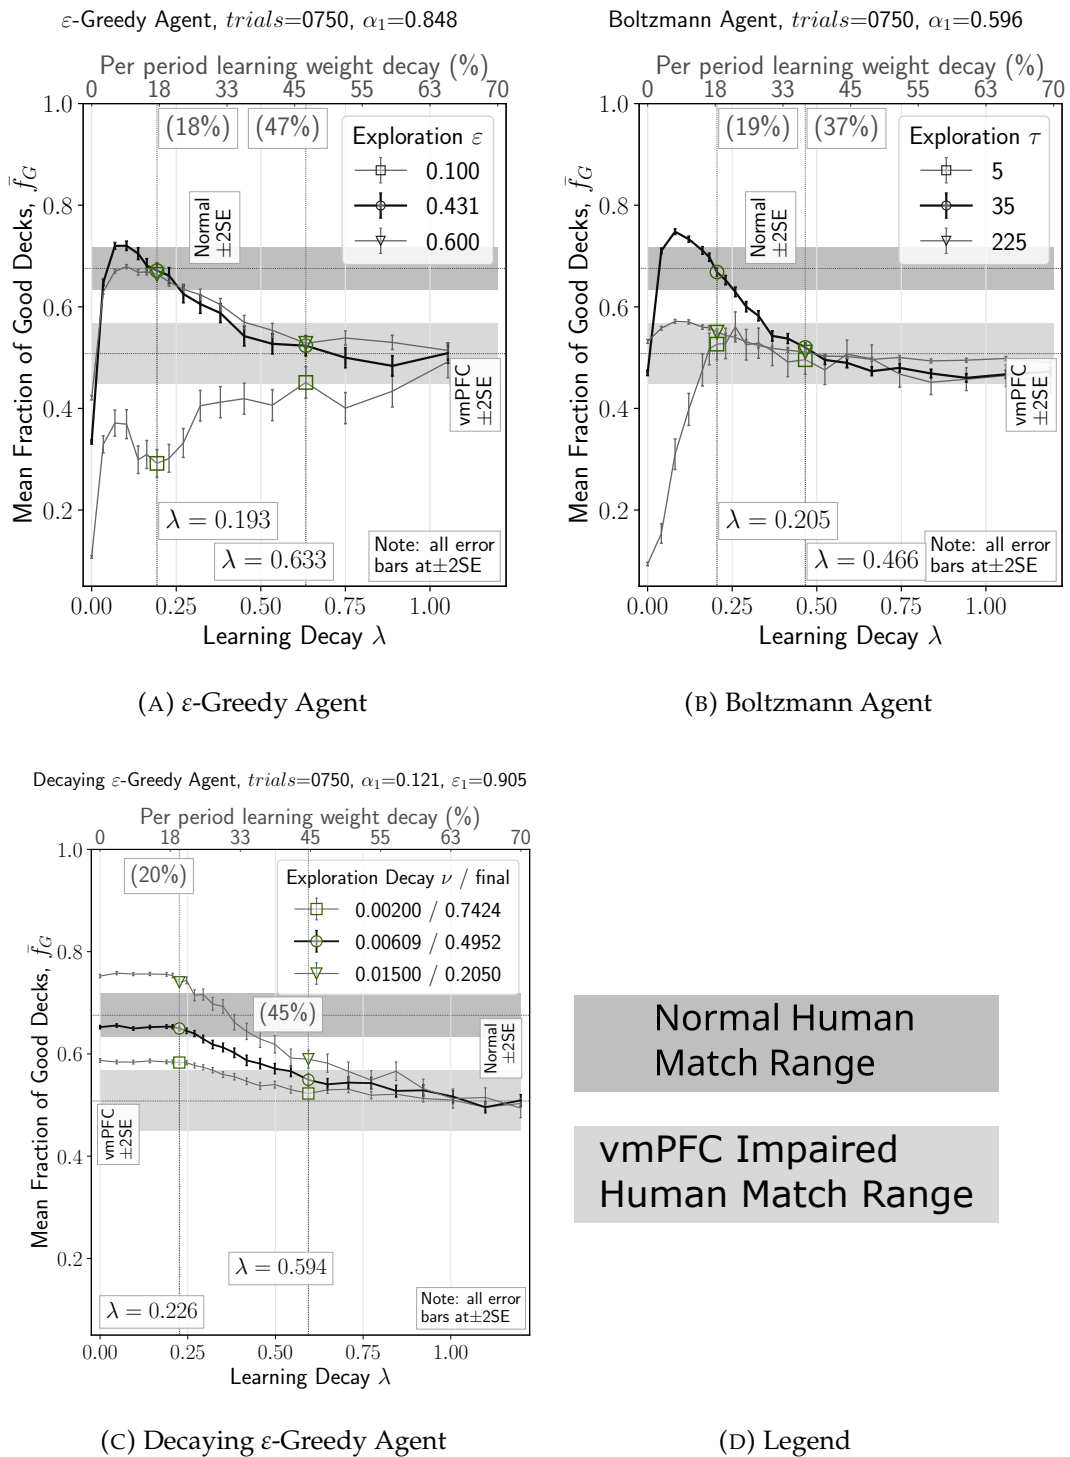 ε-Greedy Agent, trials=0750, α₁=0.848
Per period learning weight decay (%)
0 18 33 45 55 63 70
(18%) (47%)
Exploration ε
0.100
0.431
0.600
Normal
±2SE
vmPFC
±2SE
Mean Fraction of Good Decks, f̄_G
1.0
0.8
0.6
0.4
0.2
λ = 0.193
λ = 0.633
Note: all error
bars at±2SE
0.00 0.25 0.50 0.75 1.00
Learning Decay λ
(A) ε-Greedy Agent
Boltzmann Agent, trials=0750, α₁=0.596
Per period learning weight decay (%)
0 18 33 45 55 63 70
(19%) (37%)
Exploration τ
5
35
225
Normal
±2SE
vmPFC
±2SE
Mean Fraction of Good Decks, f̄_G
1.0
0.8
0.6
0.4
0.2
λ = 0.205
λ = 0.466
Note: all error
bars at±2SE
0.00 0.25 0.50 0.75 1.00
Learning Decay λ
(B) Boltzmann Agent
Decaying ε-Greedy Agent, trials=0750, α₁=0.121, ε₁=0.905
Per period learning weight decay (%)
0 18 33 45 55 63 70
(20%)
Exploration Decay ν / final
0.00200 / 0.7424
0.00609 / 0.4952
0.01500 / 0.2050
(45%)
Normal
±2SE
vmPFC
±2SE
Mean Fraction of Good Decks, f̄_G
1.0
0.8
0.6
0.4
0.2
λ = 0.594
λ = 0.226
Note: all error
bars at±2SE
0.00 0.25 0.50 0.75 1.00
Learning Decay λ
(C) Decaying ε-Greedy Agent
Normal Human
Match Range
vmPFC Impaired
Human Match Range
(D) Legend